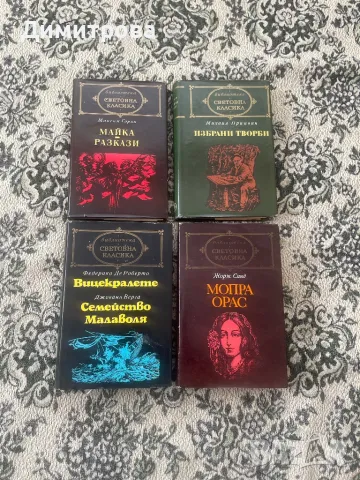 Димитрова
библиотека
СВЕТОВНА
КЛАСИКА
Максим Горки
МАЙКА
РАЗКАЗИ
библиотека
СВЕТОВНА
КЛАСИКА
Михаил Пришвин
ИЗБРАНИ ТВОРБИ
библиотека
СВЕТОВНА
КЛАСИКА
Федерико Де Роберто
Вицекралете
Джовани Верга
Семейство
Малаволя
СВЕТОВНА
КЛАСИКА
Жорж Санд
МОПРА
ОРАС